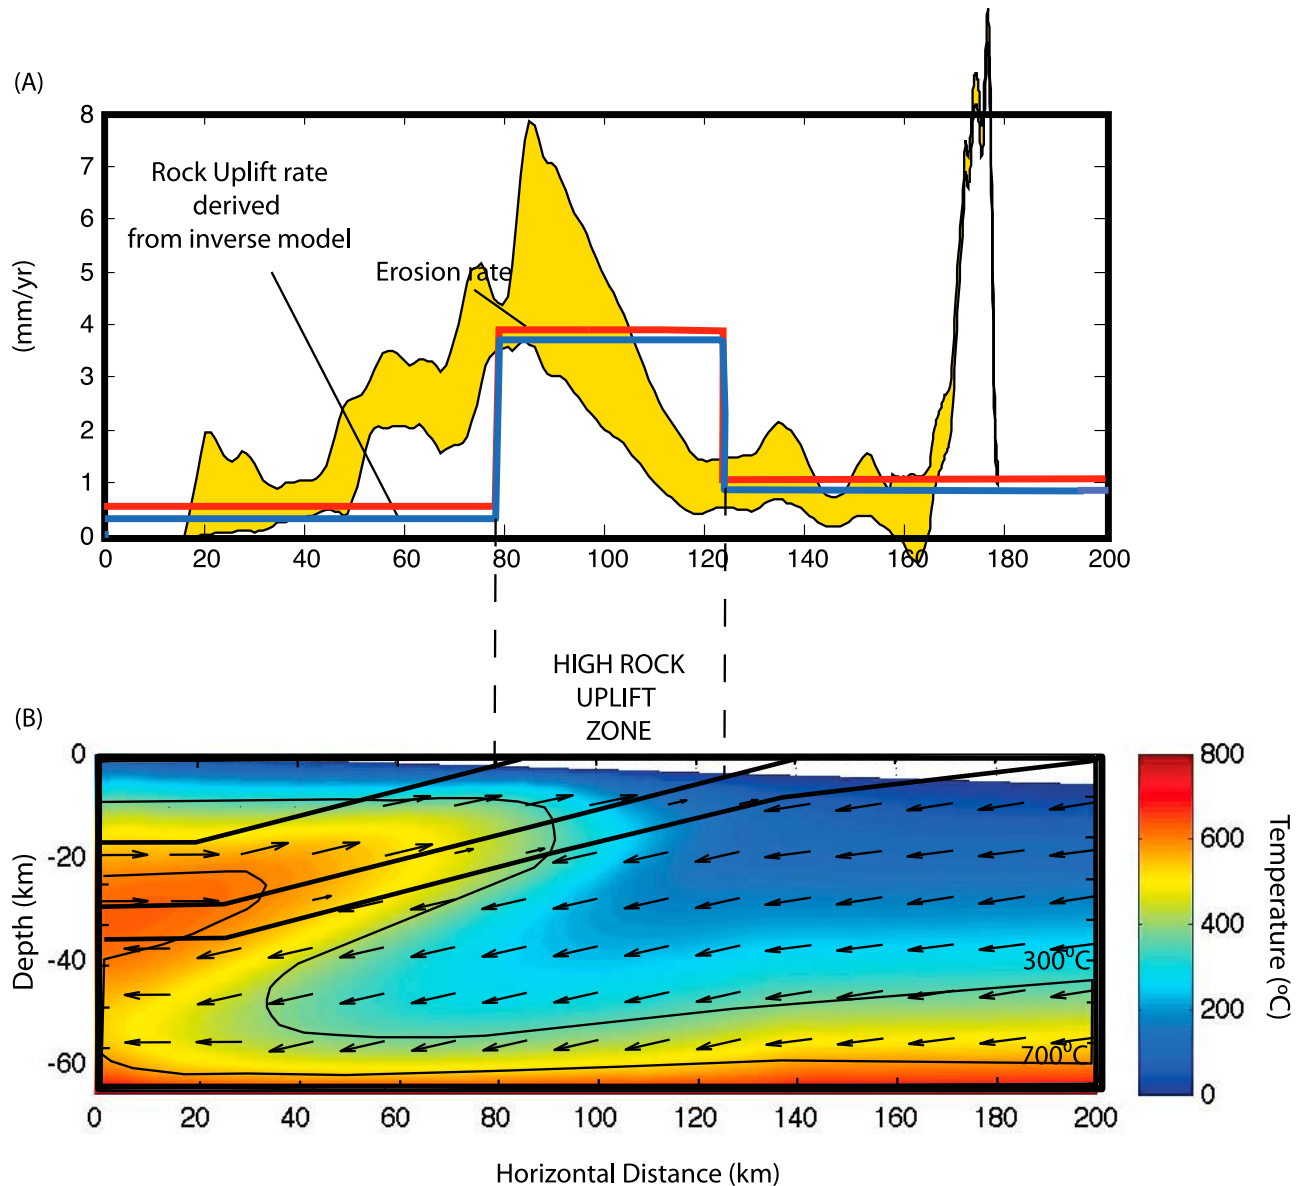 (A)
8
7
6
5
4
3
2
1
0
(mm/yr)
Rock Uplift rate
derived
from inverse model
Erosion rate
0 20 40 60 80 100 120 140 160 180 200
HIGH ROCK
UPLIFT
ZONE
(B)
0
-20
-40
-60
Depth (km)
300⁰C
700⁰C
0 20 40 60 80 100 120 140 160 180 200
Horizontal Distance (km)
800
600
400
200
0
Temperature (⁰C)